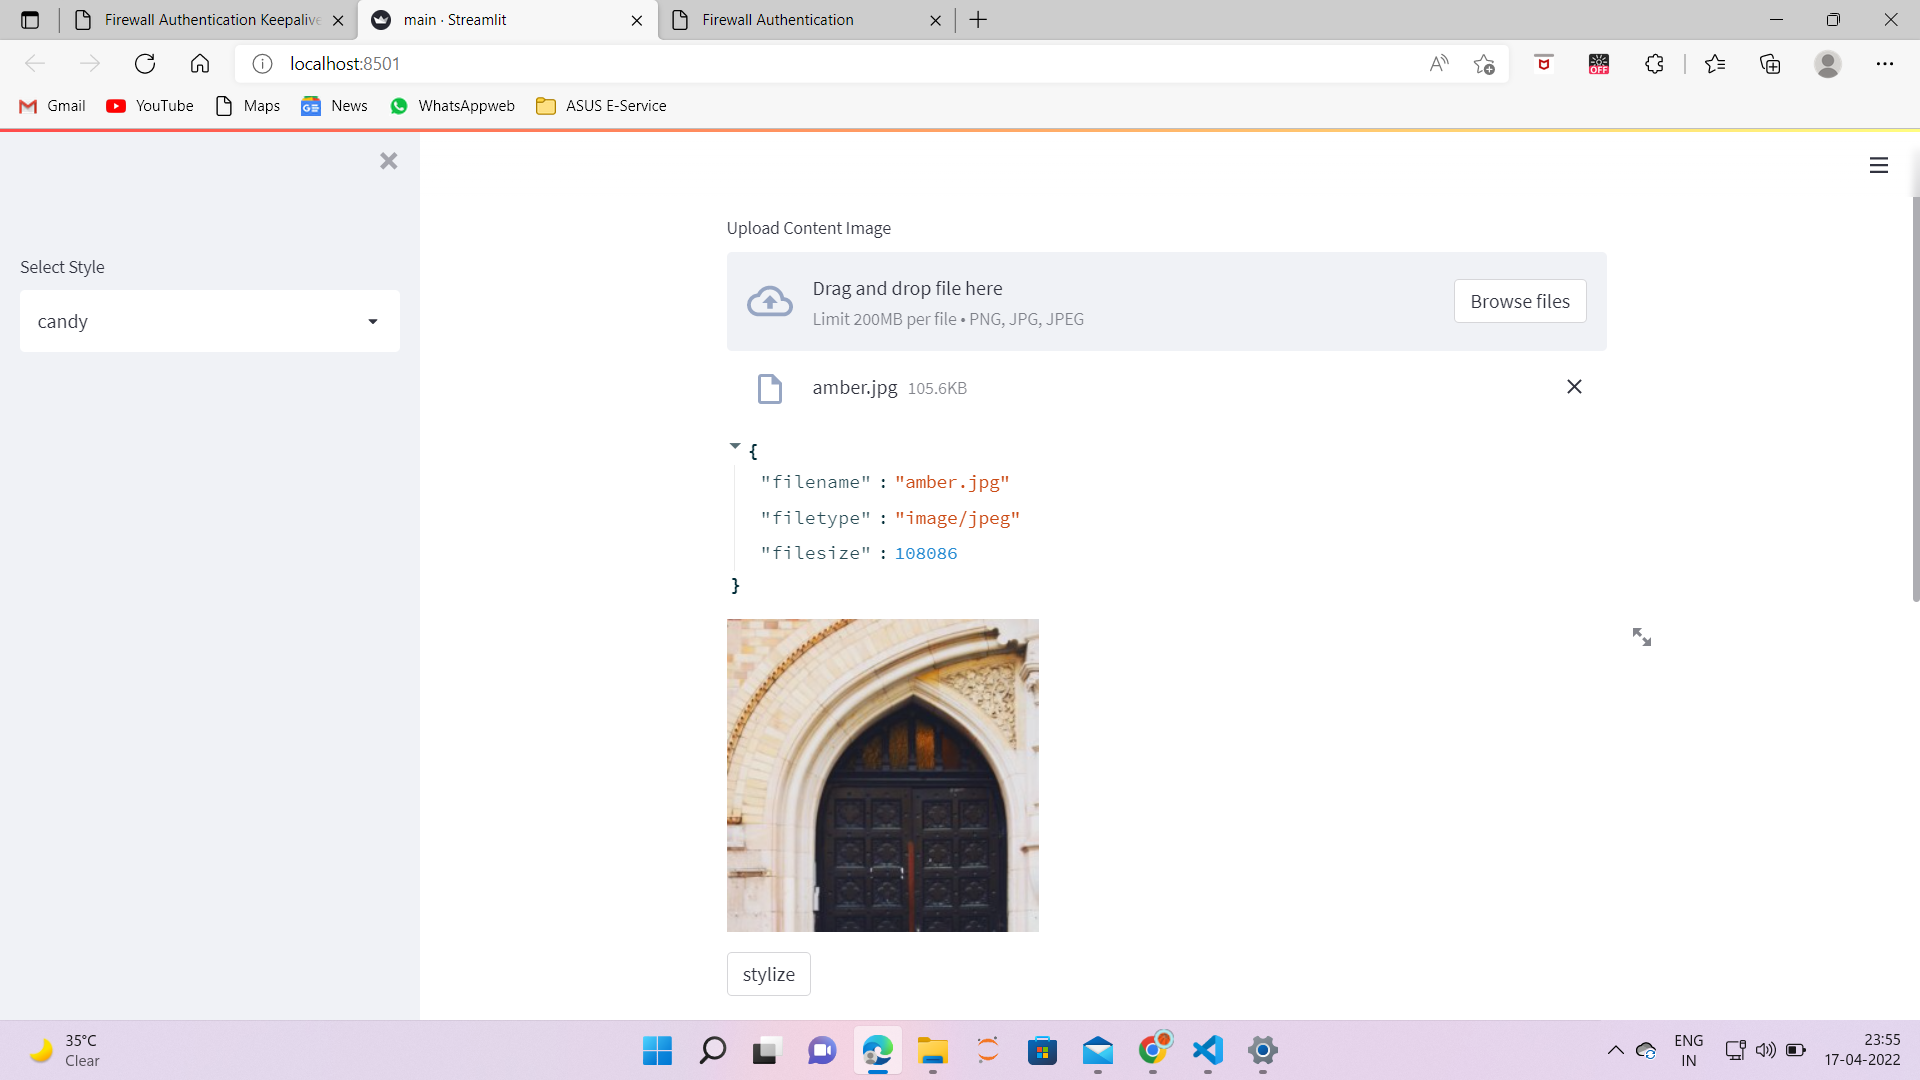 Firewall Authentication Keepalive
main · Streamlit
Firewall Authentication
localhost:8501
OFF
Gmail
YouTube
Maps
News
WhatsAppweb
ASUS E-Service
Select Style
candy
Upload Content Image
Drag and drop file here
Limit 200MB per file • PNG, JPG, JPEG
Browse files
amber.jpg 105.6KB
{
"filename" : "amber.jpg"
"filetype" : "image/jpeg"
"filesize" : 108086
}
stylize
35°C
Clear
ENG
IN
23:55
17-04-2022